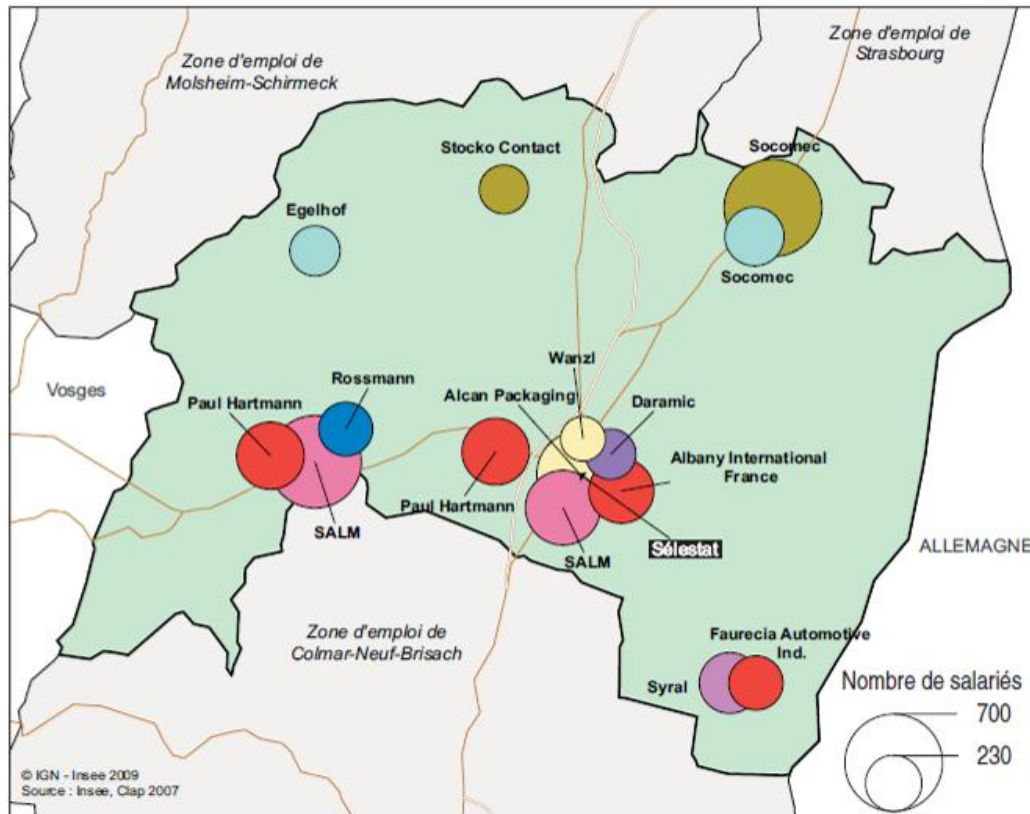 Zone d'emploi de
Molsheim-Schirmeck
Zone d'emploi de
Strasbourg
Stocko Contact
Socomec
Egelhof
Socomec
Wanzl
Vosges
Rossmann
Alcan Packaging
Daramic
Paul Hartmann
Albany International
France
Paul Hartmann
SALM
SALM
Sélestat
ALLEMAGNE
Zone d'emploi de
Colmar-Neuf-Brisach
Faurecia Automotive
Ind.
Syral
Nombre de salariés
700
230
© IGN - Insee 2009
Source : Insee, Clap 2007